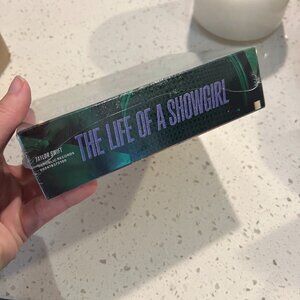 TAYLOR SWIFT
THE LIFE OF A SHOWGIRL